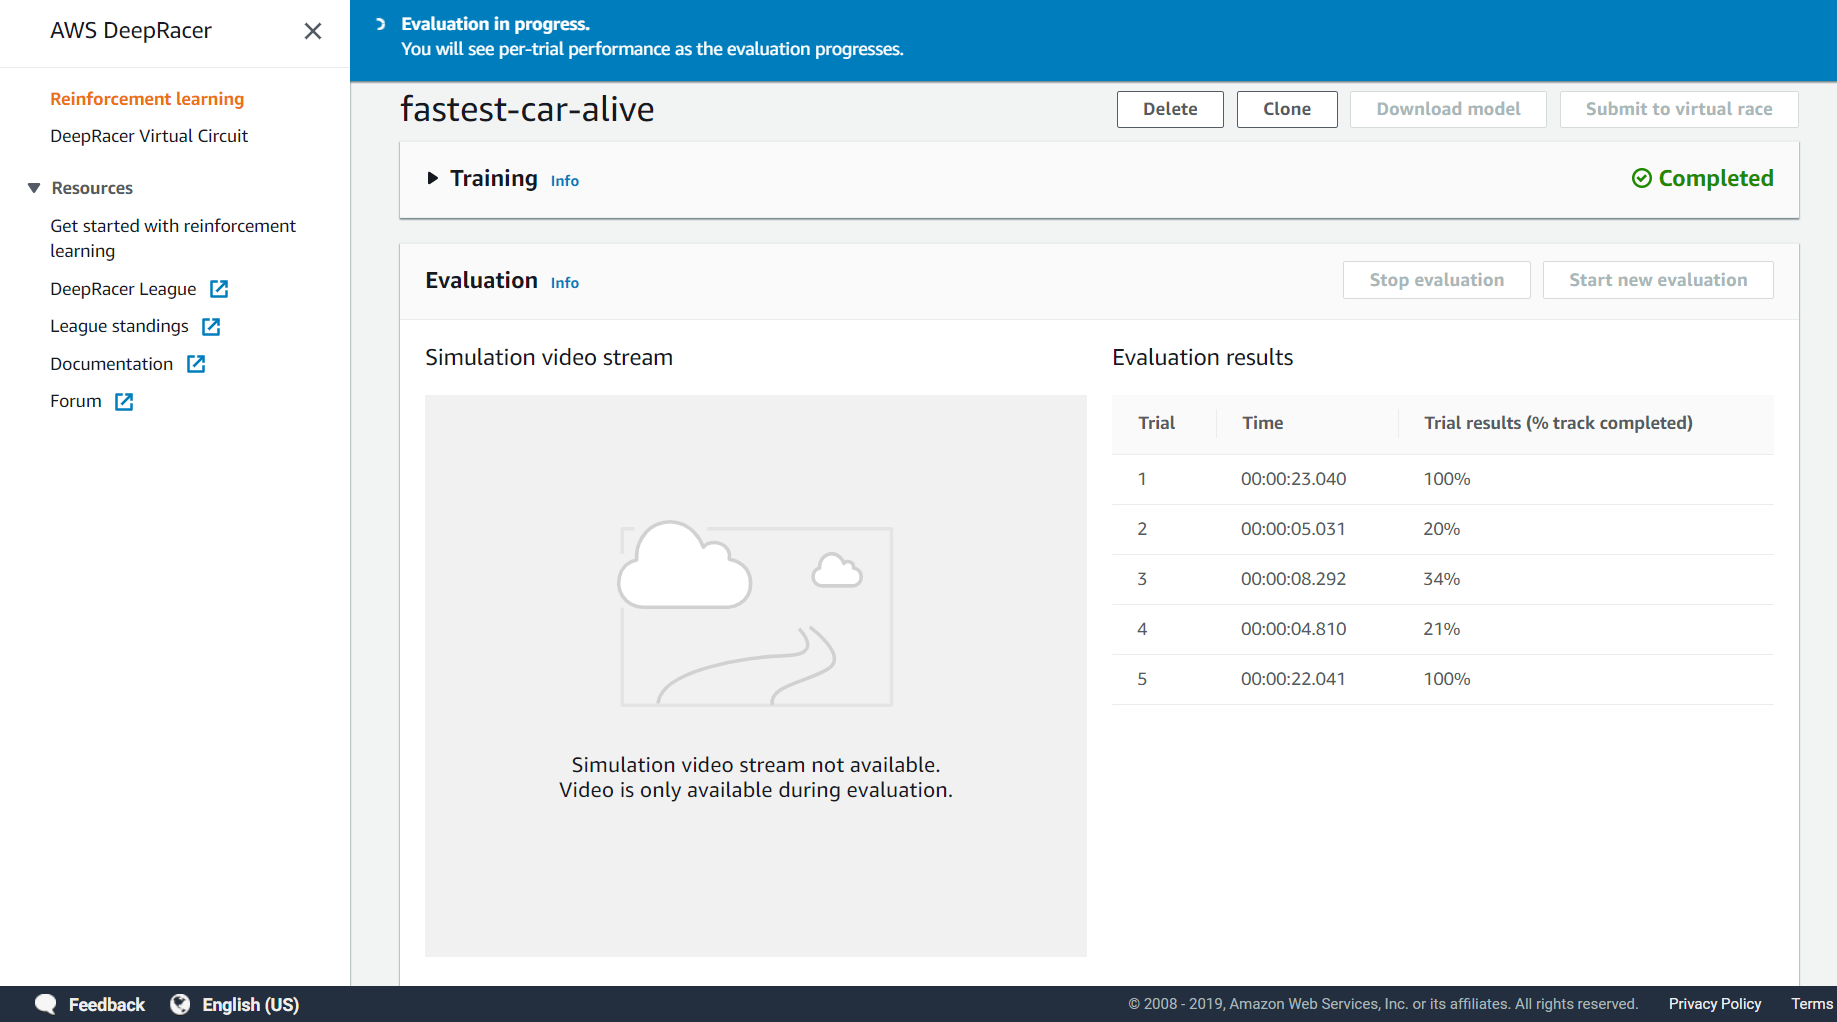 AWS DeepRacer
Reinforcement learning
DeepRacer Virtual Circuit
Resources
Get started with reinforcement
learning
DeepRacer League
League standings
Documentation
Forum
Evaluation in progress.
You will see per-trial performance as the evaluation progresses.
fastest-car-alive
Delete
Clone
Download model
Submit to virtual race
Training Info
Completed
Evaluation Info
Stop evaluation
Start new evaluation
Simulation video stream
Simulation video stream not available.
Video is only available during evaluation.
Evaluation results
Trial Time Trial results (% track completed)
1 00:00:23.040 100%
2 00:00:05.031 20%
3 00:00:08.292 34%
4 00:00:04.810 21%
5 00:00:22.041 100%
Feedback English (US) © 2008 - 2019, Amazon Web Services, Inc. or its affiliates. All rights reserved. Privacy Policy Terms